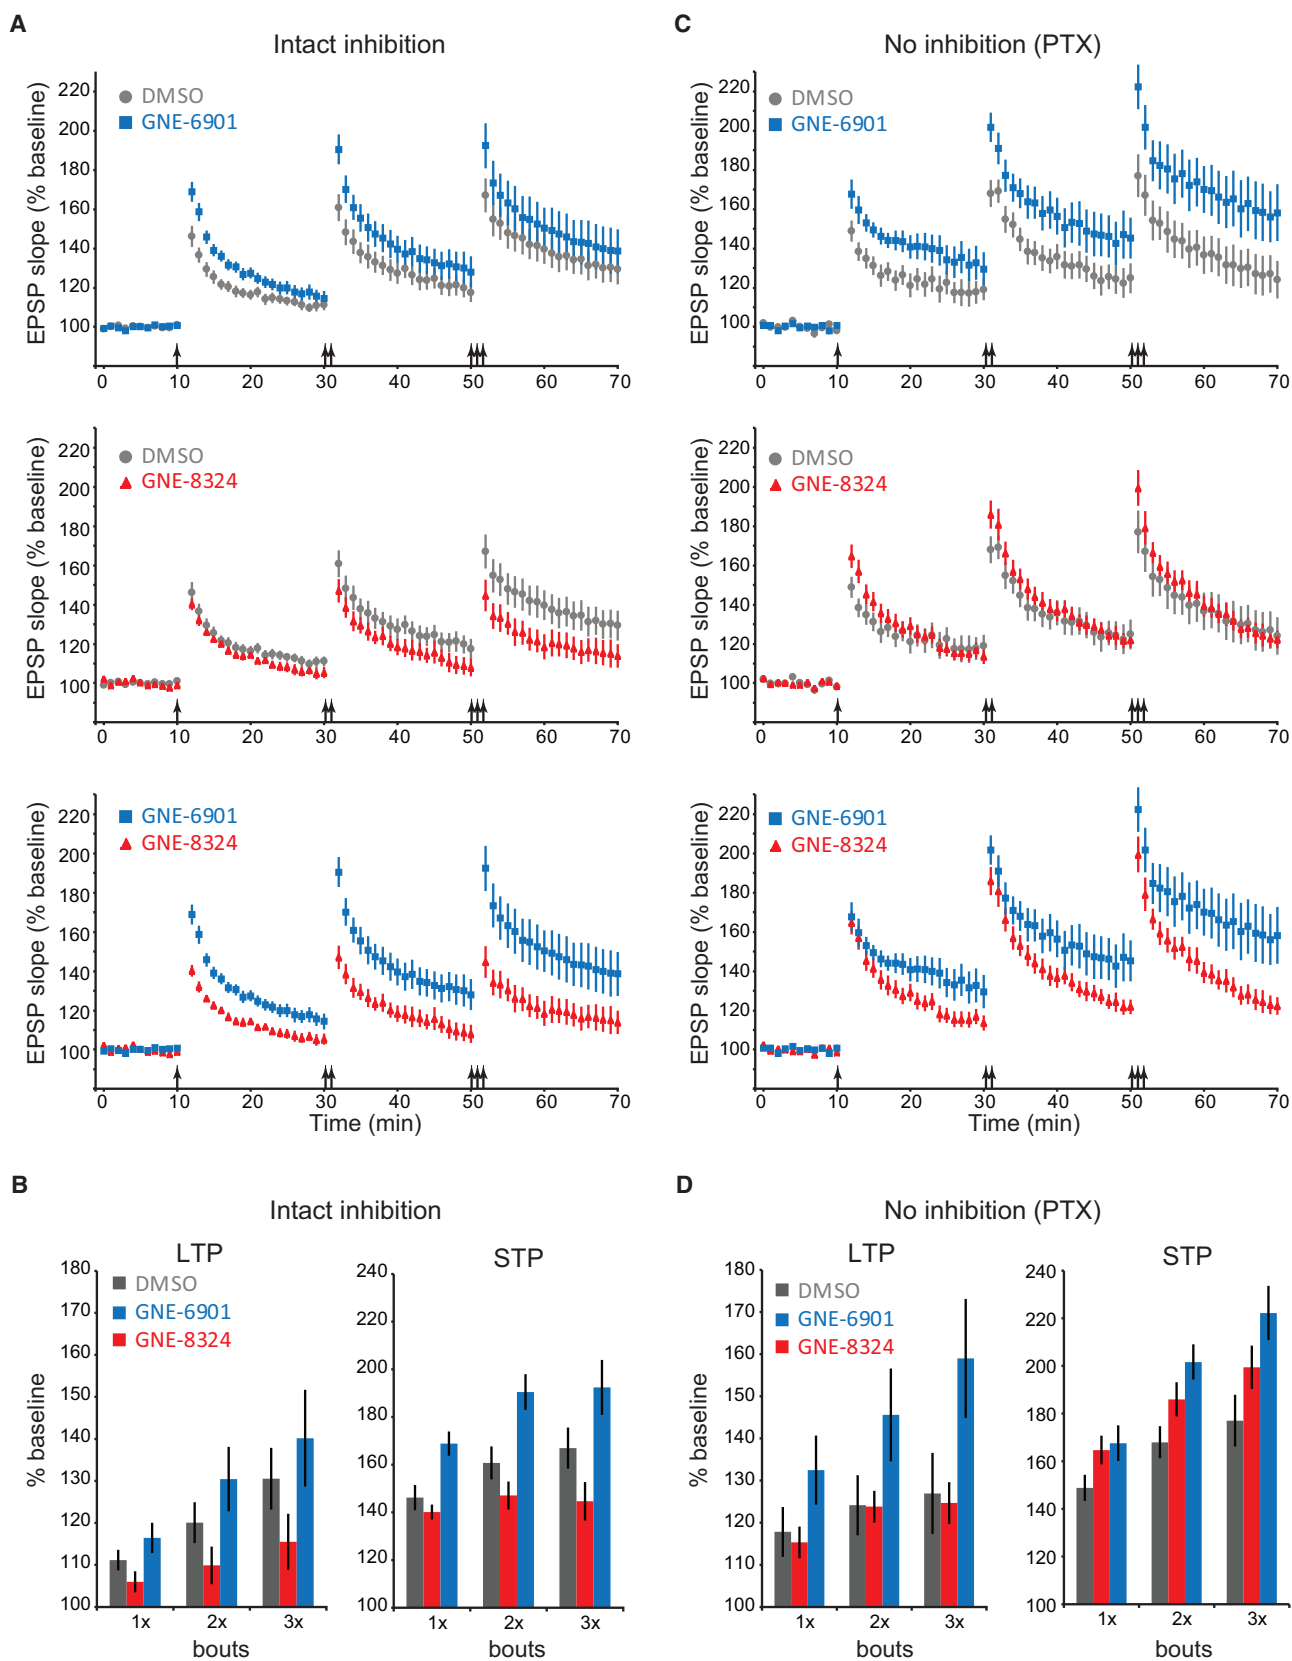 A
Intact inhibition
EPSP slope (% baseline)
220
200
180
160
140
120
100
DMSO
GNE-6901
0 10 20 30 40 50 60 70
EPSP slope (% baseline)
220
200
180
160
140
120
100
DMSO
GNE-8324
0 10 20 30 40 50 60 70
EPSP slope (% baseline)
220
200
180
160
140
120
100
GNE-6901
GNE-8324
0 10 20 30 40 50 60 70
Time (min)
C
No inhibition (PTX)
EPSP slope (% baseline)
220
200
180
160
140
120
100
DMSO
GNE-6901
0 10 20 30 40 50 60 70
EPSP slope (% baseline)
220
200
180
160
140
120
100
DMSO
GNE-8324
0 10 20 30 40 50 60 70
EPSP slope (% baseline)
220
200
180
160
140
120
100
GNE-6901
GNE-8324
0 10 20 30 40 50 60 70
Time (min)
B
Intact inhibition
LTP
% baseline
180
170
160
150
140
130
120
110
100
DMSO
GNE-6901
GNE-8324
1x 2x 3x
bouts
STP
240
220
200
180
160
140
120
100
1x 2x 3x
bouts
D
No inhibition (PTX)
LTP
% baseline
180
170
160
150
140
130
120
110
100
DMSO
GNE-6901
GNE-8324
1x 2x 3x
bouts
STP
240
220
200
180
160
140
120
100
1x 2x 3x
bouts